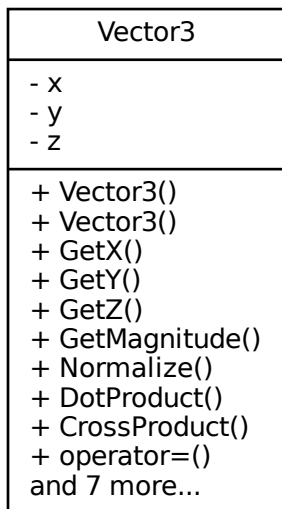 Vector3
- x
- y
- z
+ Vector3()
+ Vector3()
+ GetX()
+ GetY()
+ GetZ()
+ GetMagnitude()
+ Normalize()
+ DotProduct()
+ CrossProduct()
+ operator=()
and 7 more...